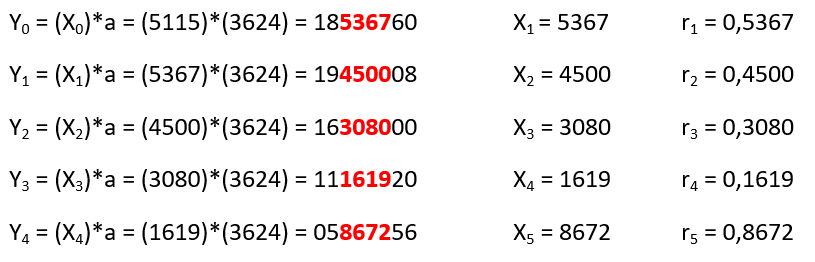 Y₀ = (X₀)*a = (5115)*(3624) = 18536760 X₁ = 5367 r₁ = 0,5367
Y₁ = (X₁)*a = (5367)*(3624) = 19450008 X₂ = 4500 r₂ = 0,4500
Y₂ = (X₂)*a = (4500)*(3624) = 16308000 X₃ = 3080 r₃ = 0,3080
Y₃ = (X₃)*a = (3080)*(3624) = 11161920 X₄ = 1619 r₄ = 0,1619
Y₄ = (X₄)*a = (1619)*(3624) = 05867256 X₅ = 8672 r₅ = 0,8672